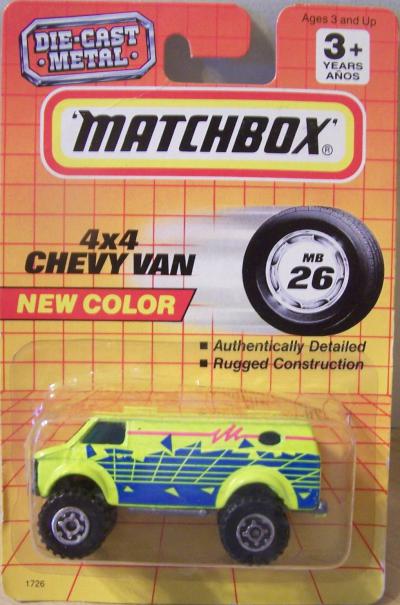 Ages 3 and Up
DIE-CAST
METAL
3+
YEARS
AÑOS
'MATCHBOX'®
4x4
CHEVY VAN
MB
26
NEW COLOR
■ Authentically Detailed
■ Rugged Construction
1726